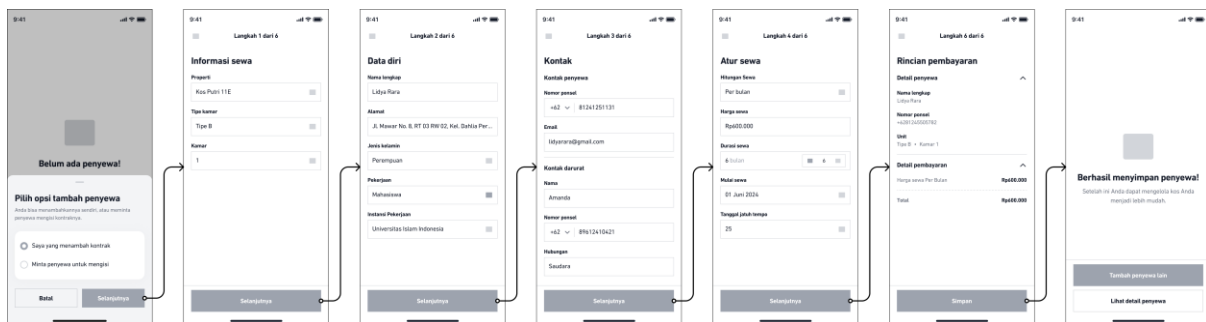 9:41
Belum ada penyewa!
Pilih opsi tambah penyewa
Anda bisa menambahkannya sendiri, atau meminta
penyewa mengisi kontraknya.
Saya yang menambah kontrak
Minta penyewa untuk mengisi
Batal
Selanjutnya
9:41
Langkah 1 dari 6
Informasi sewa
Properti
Kos Putri 11E
Tipe kamar
Tipe B
Kamar
1
Selanjutnya
9:41
Langkah 2 dari 6
Data diri
Nama lengkap
Lidya Rara
Alamat
Jl. Mawar No. 8, RT 03 RW 02, Kel. Dahlia Per...
Jenis kelamin
Perempuan
Pekerjaan
Mahasiswa
Instansi Pekerjaan
Universitas Islam Indonesia
Selanjutnya
9:41
Langkah 3 dari 6
Kontak
Kontak penyewa
Nomor ponsel
+62 81241251131
Email
lidyarara@gmail.com
Kontak darurat
Nama
Amanda
Nomor ponsel
+62 89612410421
Hubungan
Saudara
Selanjutnya
9:41
Langkah 4 dari 6
Atur sewa
Hitungan Sewa
Per bulan
Harga sewa
Rp600.000
Durasi sewa
6 bulan 6
Mulai sewa
01 Juni 2024
Tanggal jatuh tempo
25
Selanjutnya
9:41
Langkah 6 dari 6
Rincian pembayaran
Detail penyewa
Nama lengkap
Lidya Rara
Nomor ponsel
Unit
Tipe B • Kamar 1
Detail pembayaran
Harga sewa Per Bulan Rp600.000
Total Rp600.000
Simpan
9:41
Berhasil menyimpan penyewa!
Setelah ini Anda dapat mengelola kos Anda
menjadi lebih mudah.
Tambah penyewa lain
Lihat detail penyewa